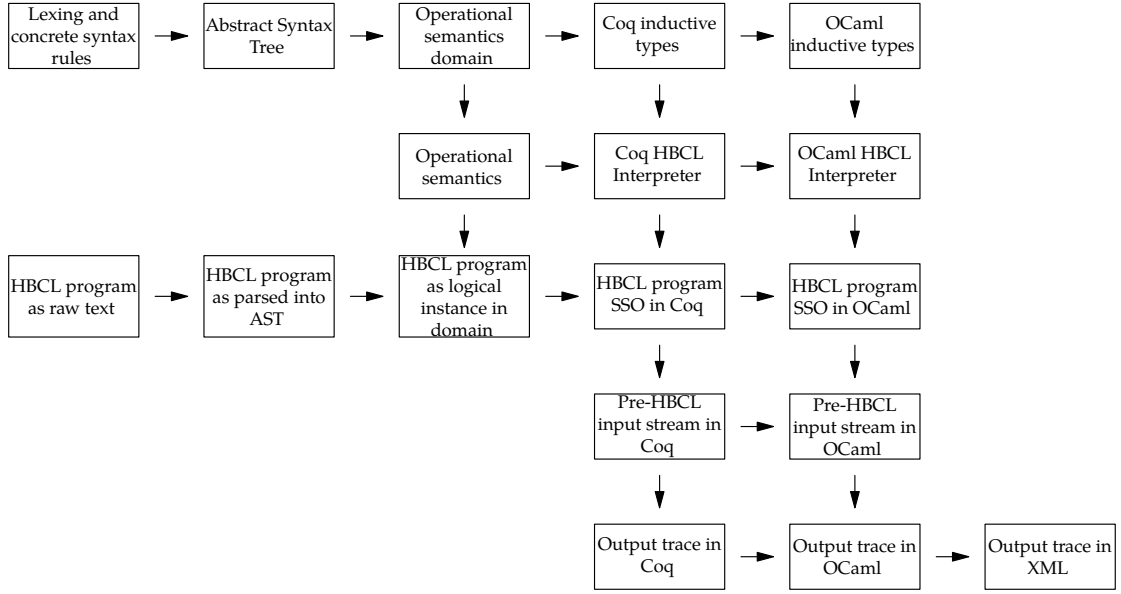 Lexing and
concrete syntax
rules
Abstract Syntax
Tree
Operational
semantics
domain
Coq inductive
types
OCaml
inductive types
Operational
semantics
Coq HBCL
Interpreter
OCaml HBCL
Interpreter
HBCL program
as raw text
HBCL program
as parsed into
AST
HBCL program
as logical
instance in
domain
HBCL program
SSO in Coq
HBCL program
SSO in OCaml
Pre-HBCL
input stream in
Coq
Pre-HBCL
input stream in
OCaml
Output trace in
Coq
Output trace in
OCaml
Output trace in
XML